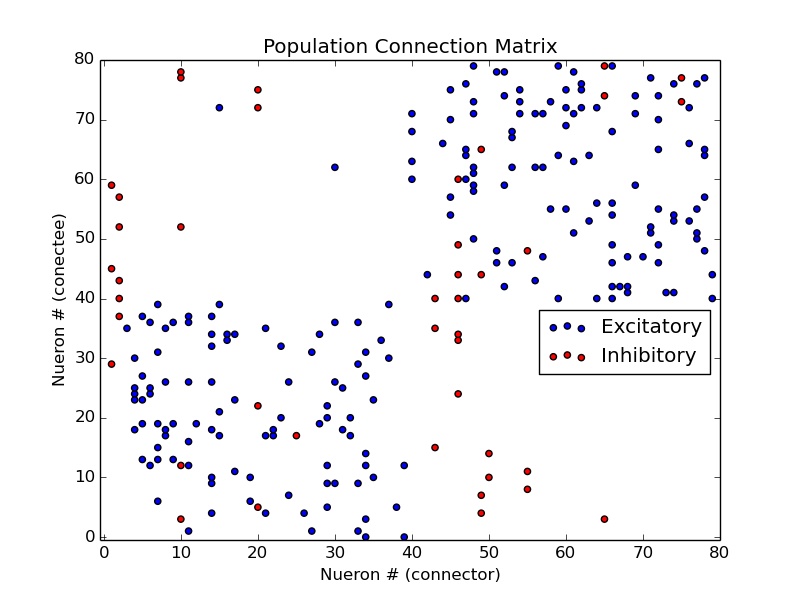 Population Connection Matrix
80
70
60
50
40
30
20
10
0
Nueron # (conectee)
Excitatory
Inhibitory
0 10 20 30 40 50 60 70 80
Nueron # (connector)